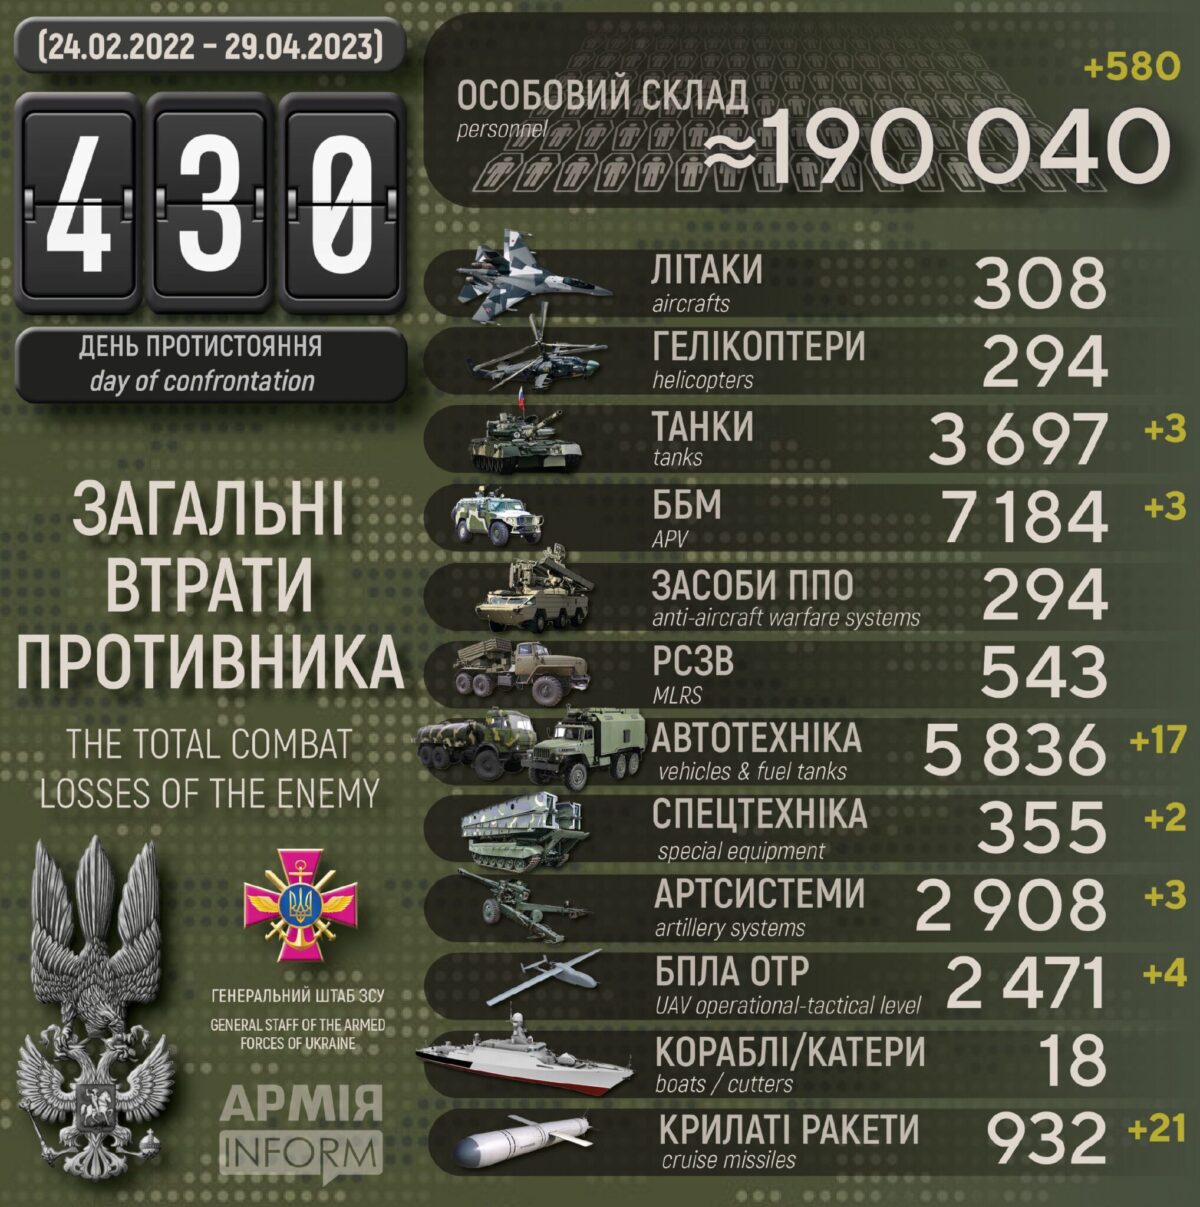 (24.02.2022 – 29.04.2023)
430
ДЕНЬ ПРОТИСТОЯННЯ
day of confrontation
ЗАГАЛЬНІ
ВТРАТИ
ПРОТИВНИКА
THE TOTAL COMBAT
LOSSES OF THE ENEMY
ГЕНЕРАЛЬНИЙ ШТАБ ЗСУ
GENERAL STAFF OF THE ARMED
FORCES OF UKRAINE
АРМІЯ
INFORM
+580
ОСОБОВИЙ СКЛАД
personnel
≈190 040
ЛІТАКИ
aircrafts
308
ГЕЛІКОПТЕРИ
helicopters
294
ТАНКИ
tanks
3 697 +3
ББМ
APV
7 184 +3
ЗАСОБИ ППО
anti-aircraft warfare systems
294
РСЗВ
MLRS
543
АВТОТЕХНІКА
vehicles & fuel tanks
5 836 +17
СПЕЦТЕХНІКА
special equipment
355 +2
АРТСИСТЕМИ
artillery systems
2 908 +3
БПЛА ОТР
UAV operational-tactical level
2 471 +4
КОРАБЛІ/КАТЕРИ
boats / cutters
18
КРИЛАТІ РАКЕТИ
cruise missiles
932 +21